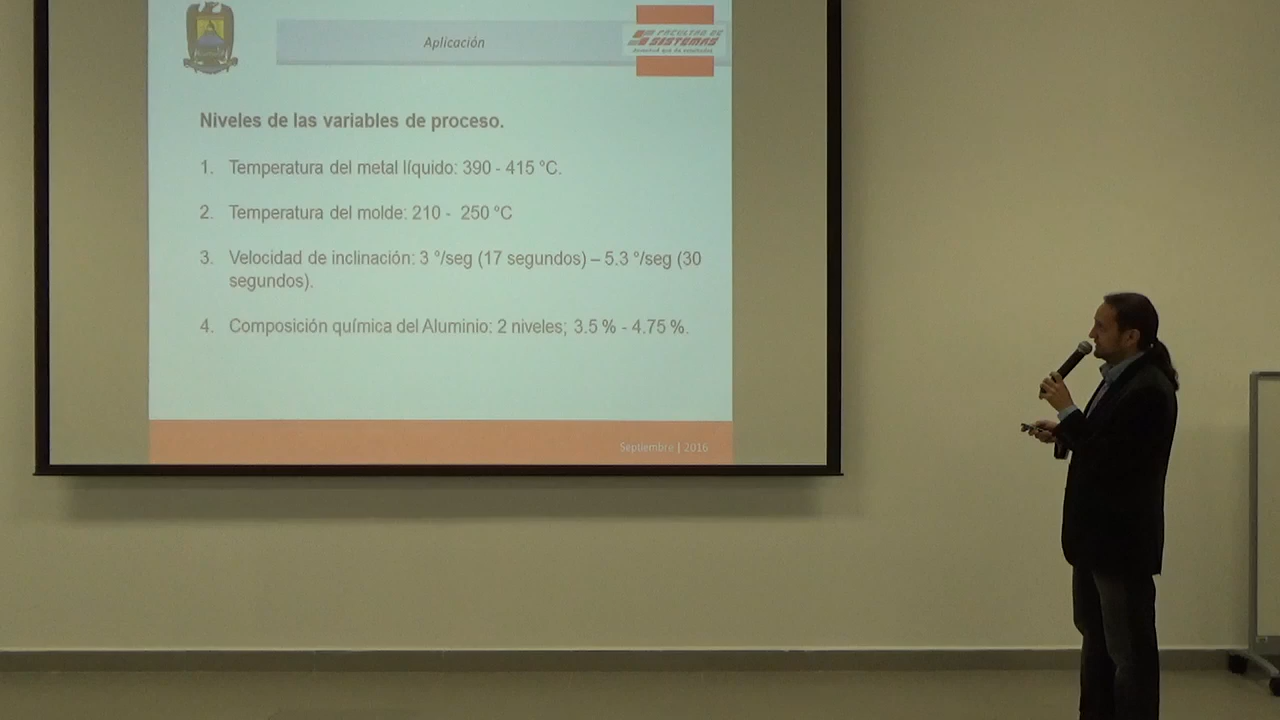 Aplicación
FACULTAD DE
SISTEMAS
Niveles de las variables de proceso.
1. Temperatura del metal líquido: 390 - 415 °C.
2. Temperatura del molde: 210 - 250 °C
3. Velocidad de inclinación: 3 °/seg (17 segundos) – 5.3 °/seg (30
segundos).
4. Composición química del Aluminio: 2 niveles; 3.5 % - 4.75 %.
Septiembre | 2016